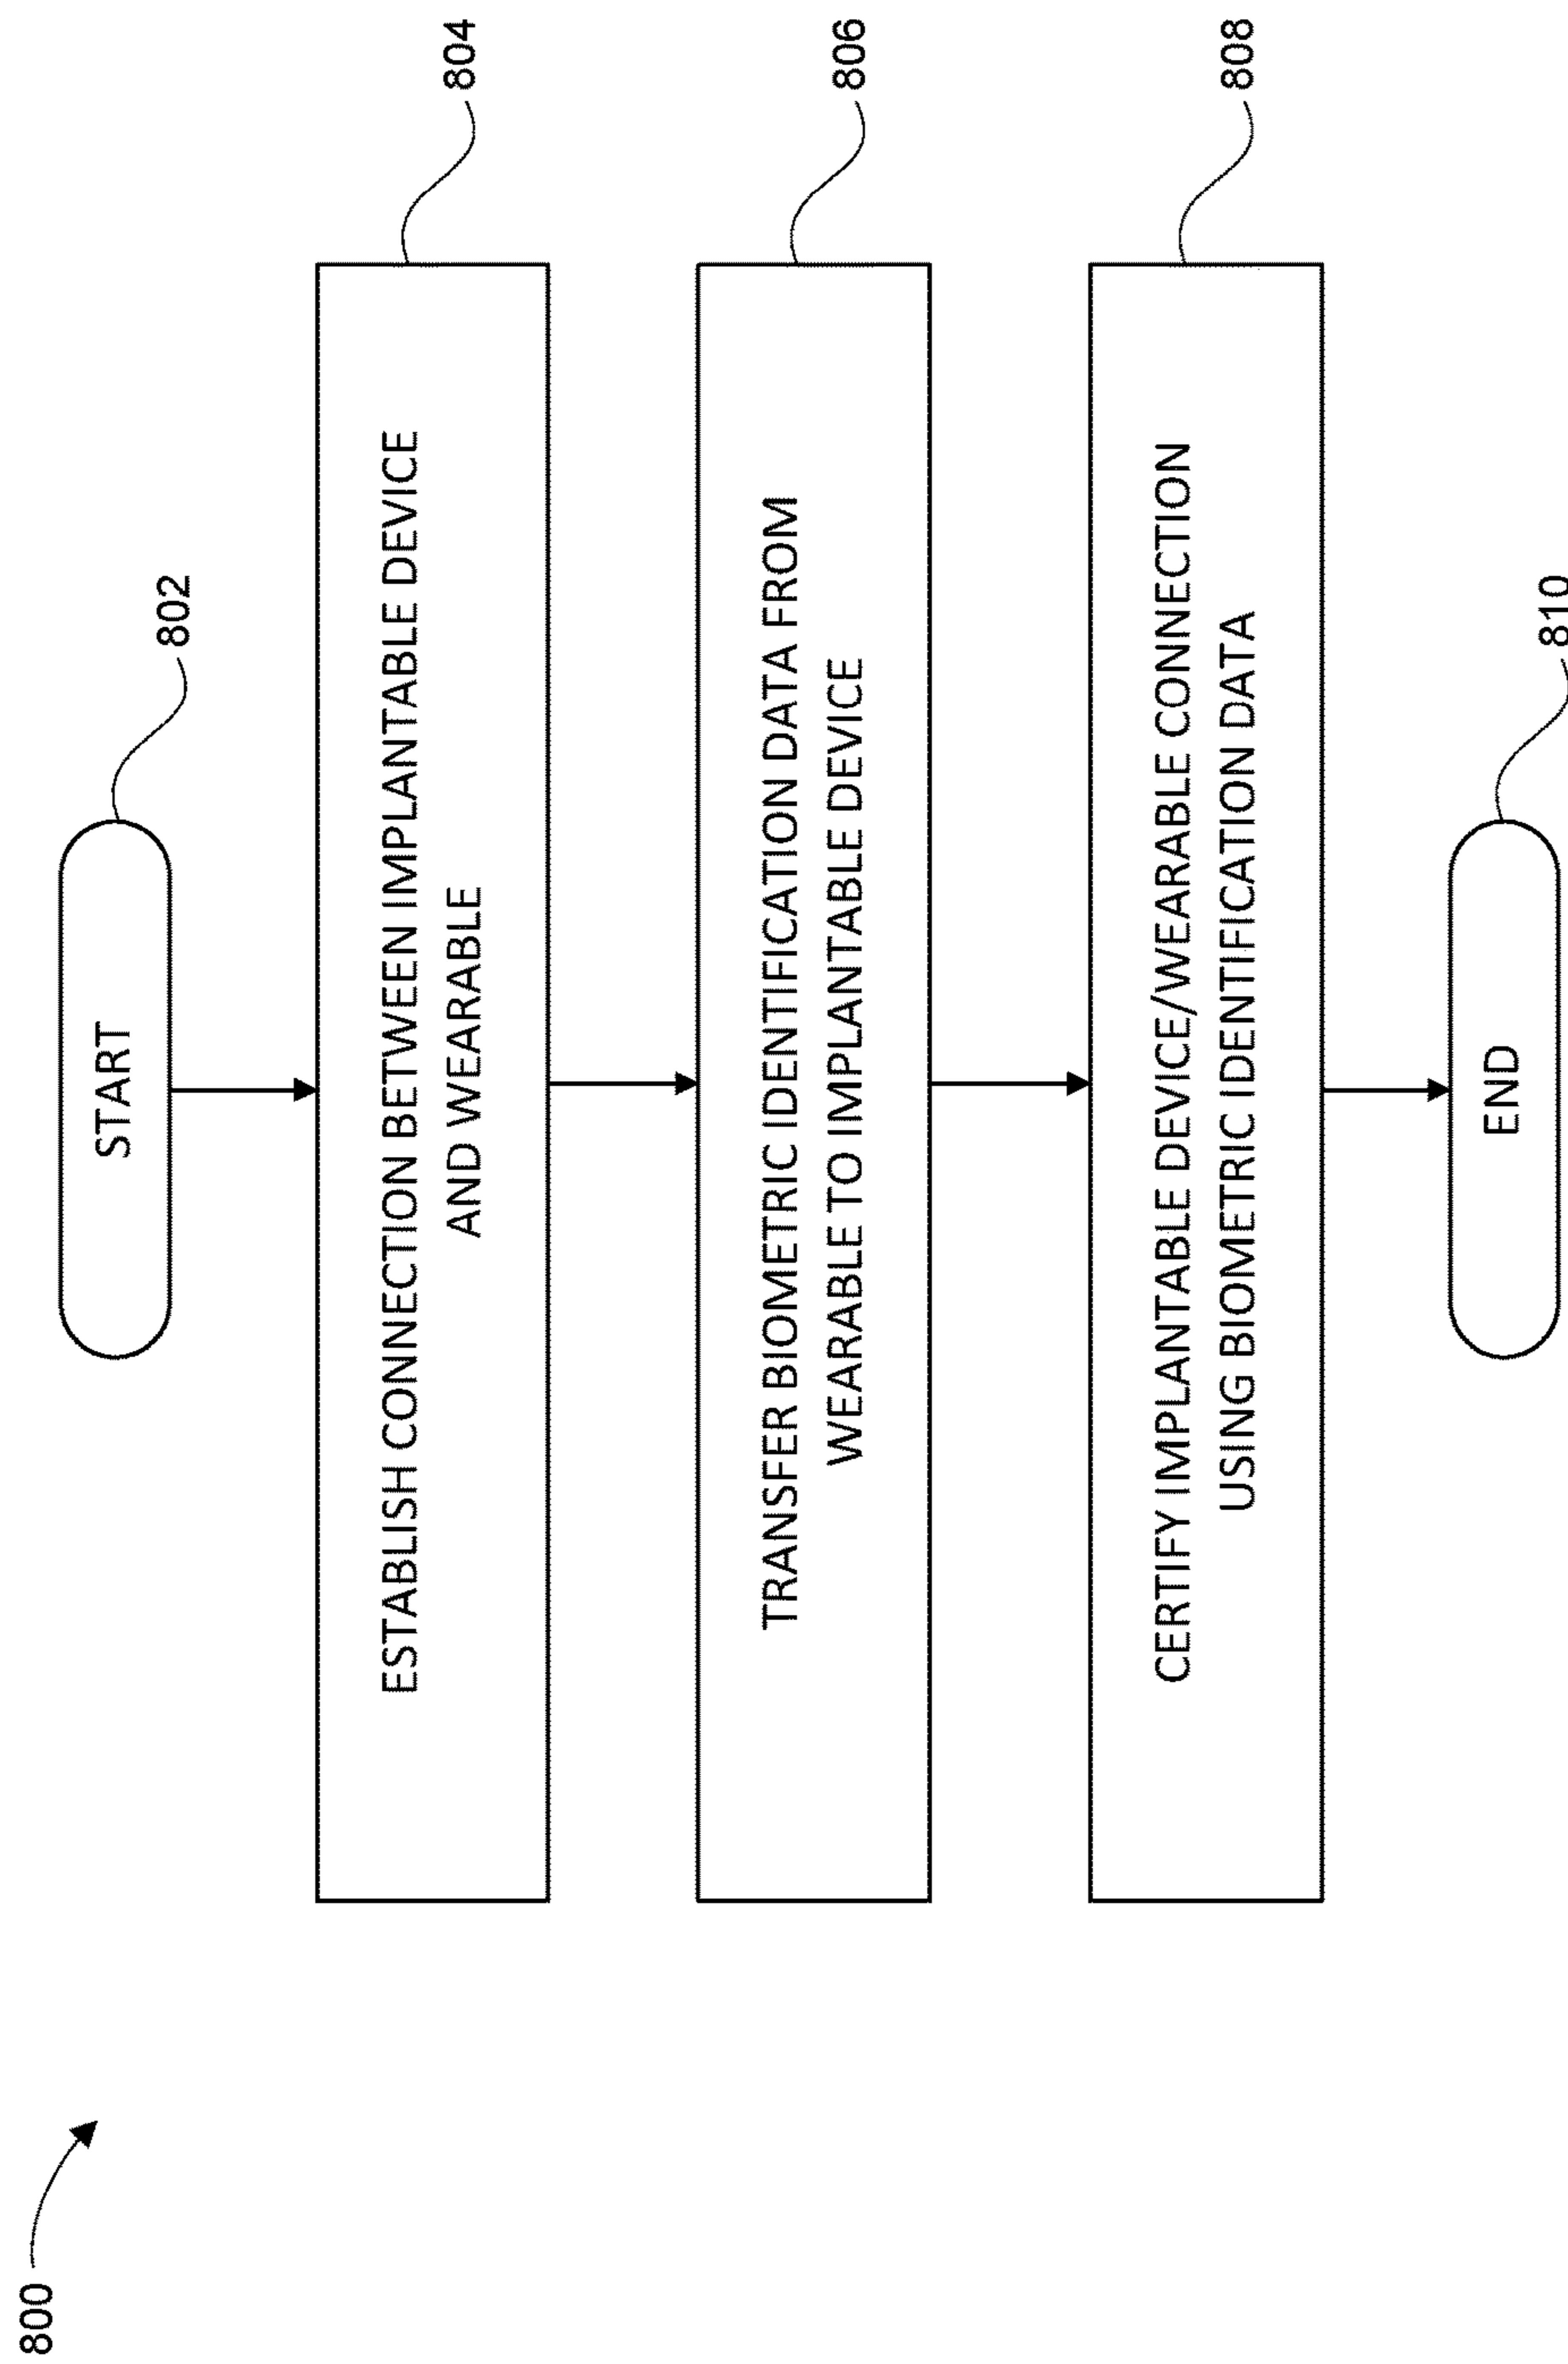 800
START
802
ESTABLISH CONNECTION BETWEEN IMPLANTABLE DEVICE
AND WEARABLE
804
TRANSFER BIOMETRIC IDENTIFICATION DATA FROM
WEARABLE TO IMPLANTABLE DEVICE
806
CERTIFY IMPLANTABLE DEVICE/WEARABLE CONNECTION
USING BIOMETRIC IDENTIFICATION DATA
808
END
810